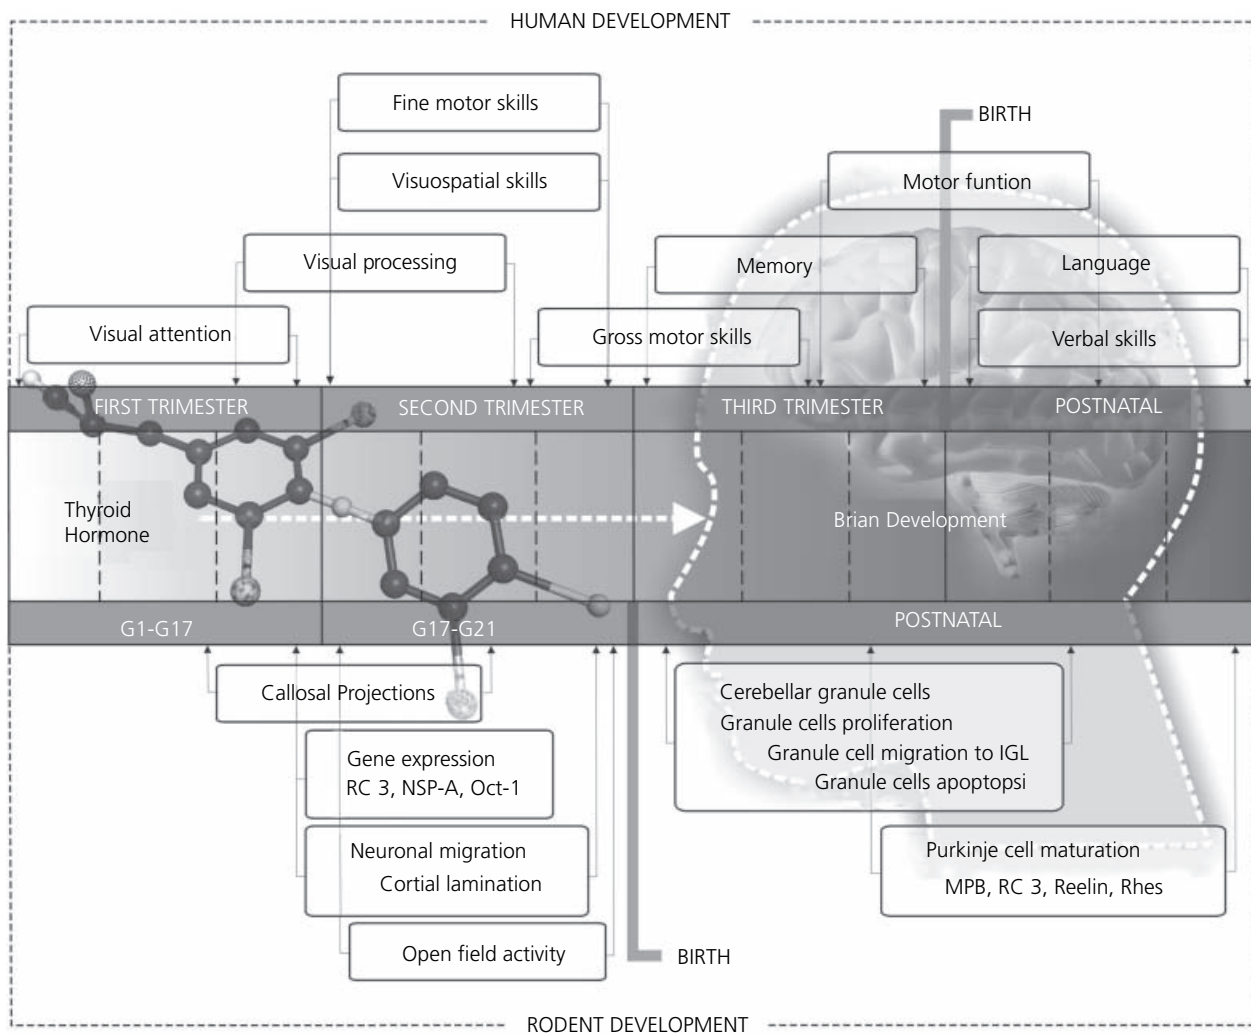 HUMAN DEVELOPMENT
Fine motor skills
BIRTH
Visuospatial skills
Motor funtion
Visual processing
Memory
Language
Visual attention
Gross motor skills
Verbal skills
FIRST TRIMESTER
SECOND TRIMESTER
THIRD TRIMESTER
POSTNATAL
Thyroid
Hormone
Brian Development
G1-G17
G17-G21
POSTNATAL
Callosal Projections
Cerebellar granule cells
Granule cells proliferation
Granule cell migration to IGL
Granule cells apoptopsi
Gene expression
RC 3, NSP-A, Oct-1
Neuronal migration
Cortial lamination
Purkinje cell maturation
MPB, RC 3, Reelin, Rhes
Open field activity
BIRTH
RODENT DEVELOPMENT